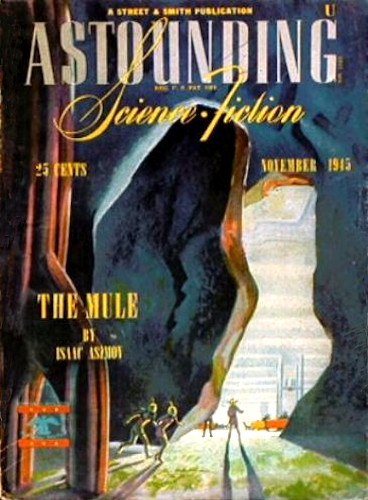 A STREET & SMITH PUBLICATION
U
ASTOUNDING
Science-Fiction
25 CENTS
NOVEMBER 1945
THE MULE
BY
ISAAC ASIMOV